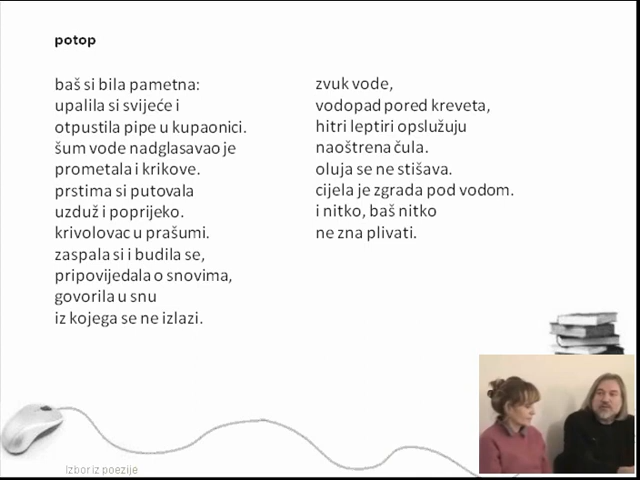 potop
baš si bila pametna:
upalila si svijeće i
otpustila pipe u kupaonici.
šum vode nadglasavao je
prometala i krikove.
prstima si putovala
uzduž i poprijeko.
krivolovac u prašumi.
zaspala si i budila se,
pripovijedala o snovima,
govorila u snu
iz kojega se ne izlazi.
zvuk vode,
vodopad pored kreveta,
hitri leptiri opslužuju
naoštrena čula.
oluja se ne stišava.
cijela je zgrada pod vodom.
i nitko, baš nitko
ne zna plivati.
Izbor iz poezije